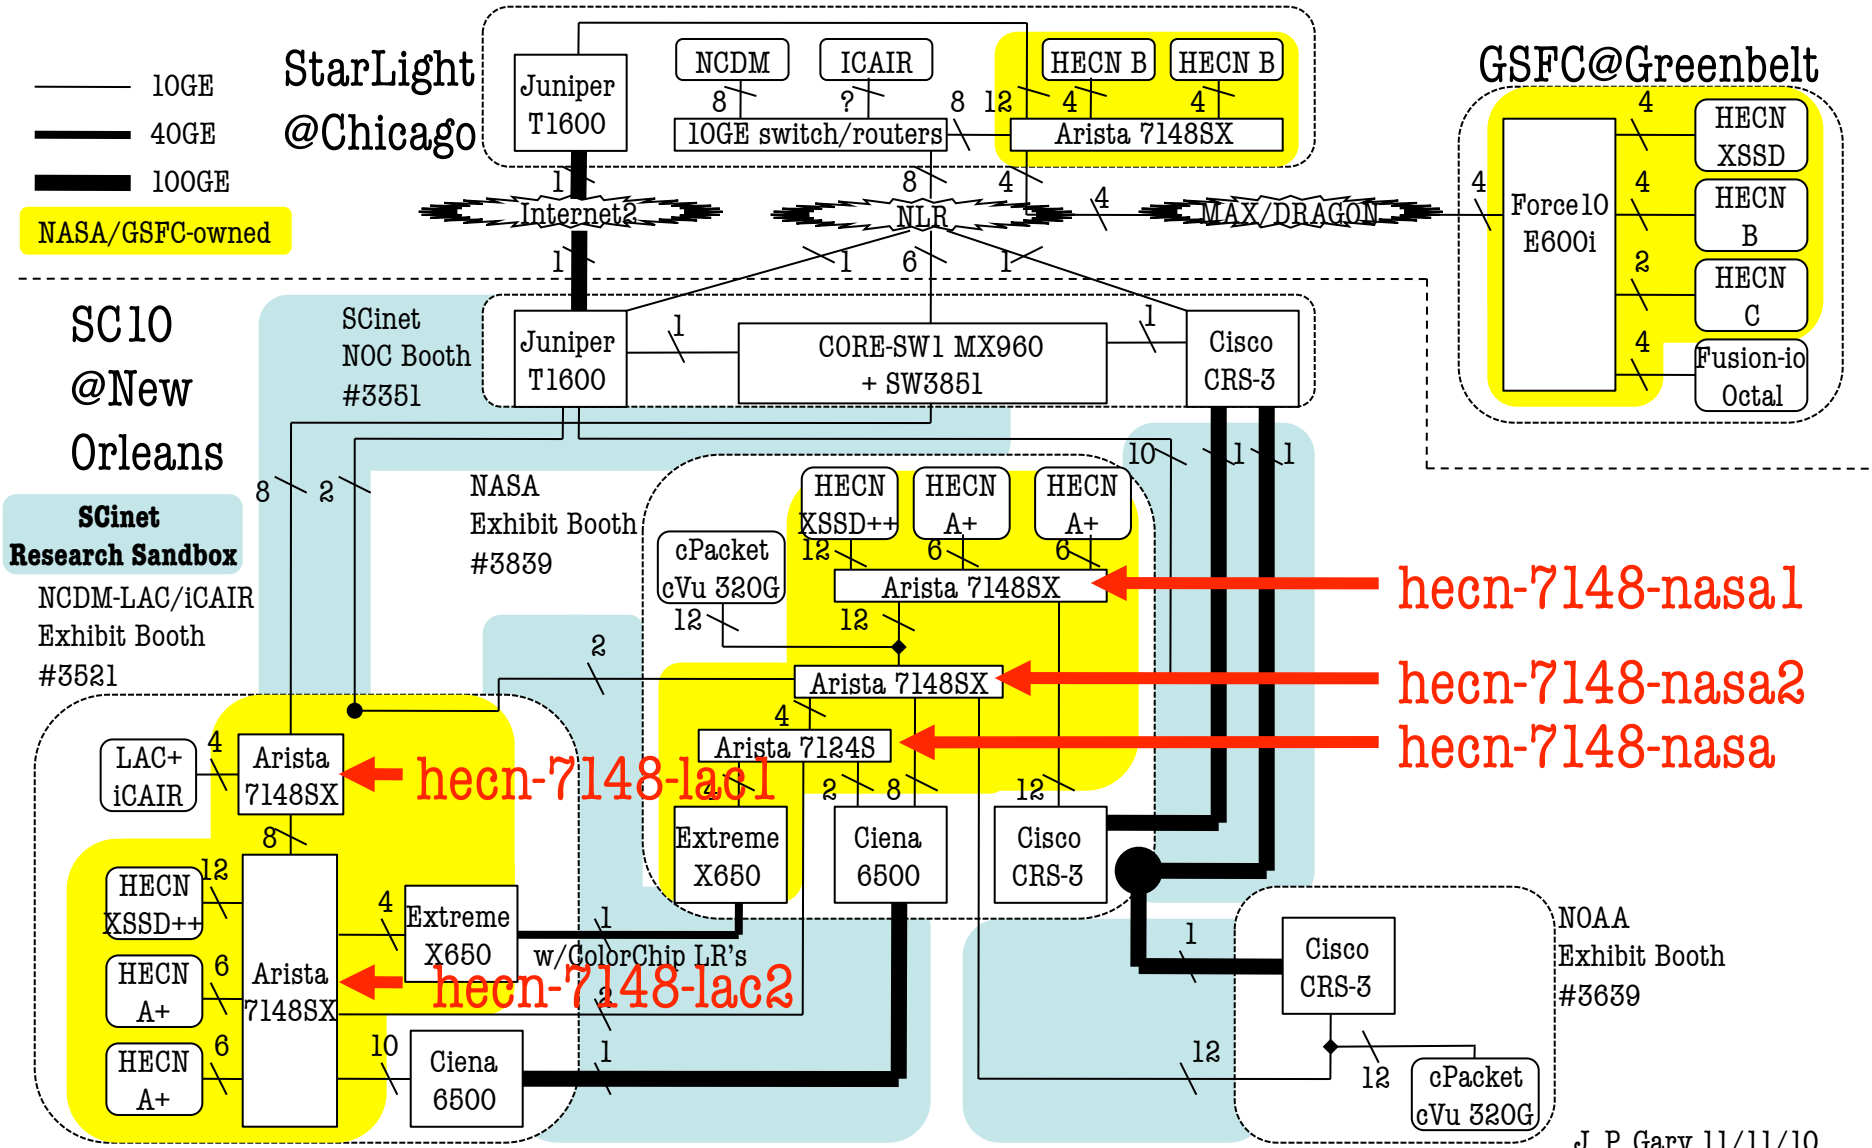 StarLight
@Chicago
10GE
40GE
100GE
NASA/GSFC-owned
Juniper
T1600
NCDM
ICAIR
HECN B
HECN B
8
?
8
12
4
4
10GE switch/routers
Arista 7148SX
1
8
4
Internet2
NLR
4
MAX/DRAGON
1
1
6
1
GSFC@Greenbelt
4
Force10
E600i
4
HECN
XSSD
4
HECN
B
2
HECN
C
4
Fusion-io
Octal
SC10
@New
Orleans
SCinet
NOC Booth
#3351
Juniper
T1600
1
CORE-SW1 MX960
+ SW3851
1
Cisco
CRS-3
8
2
10
1
1
SCinet
Research Sandbox
NASA
Exhibit Booth
#3839
HECN
XSSD++
HECN
A+
HECN
A+
cPacket
cVu 320G
12
6
6
Arista 7148SX
hecn-7148-nasa1
12
12
2
Arista 7148SX
hecn-7148-nasa2
4
Arista 7124S
hecn-7148-nasa
4
2
8
12
Extreme
X650
Ciena
6500
Cisco
CRS-3
NCDM-LAC/iCAIR
Exhibit Booth
#3521
LAC+
iCAIR
4
Arista
7148SX
hecn-7148-lac1
8
HECN
XSSD++
12
4
Extreme
X650
1
w/ColorChip LR's
HECN
A+
6
Arista
7148SX
hecn-7148-lac2
2
HECN
A+
6
10
Ciena
6500
1
NOAA
Exhibit Booth
#3639
1
Cisco
CRS-3
12
12
cPacket
cVu 320G
J. P. Gary 11/11/10